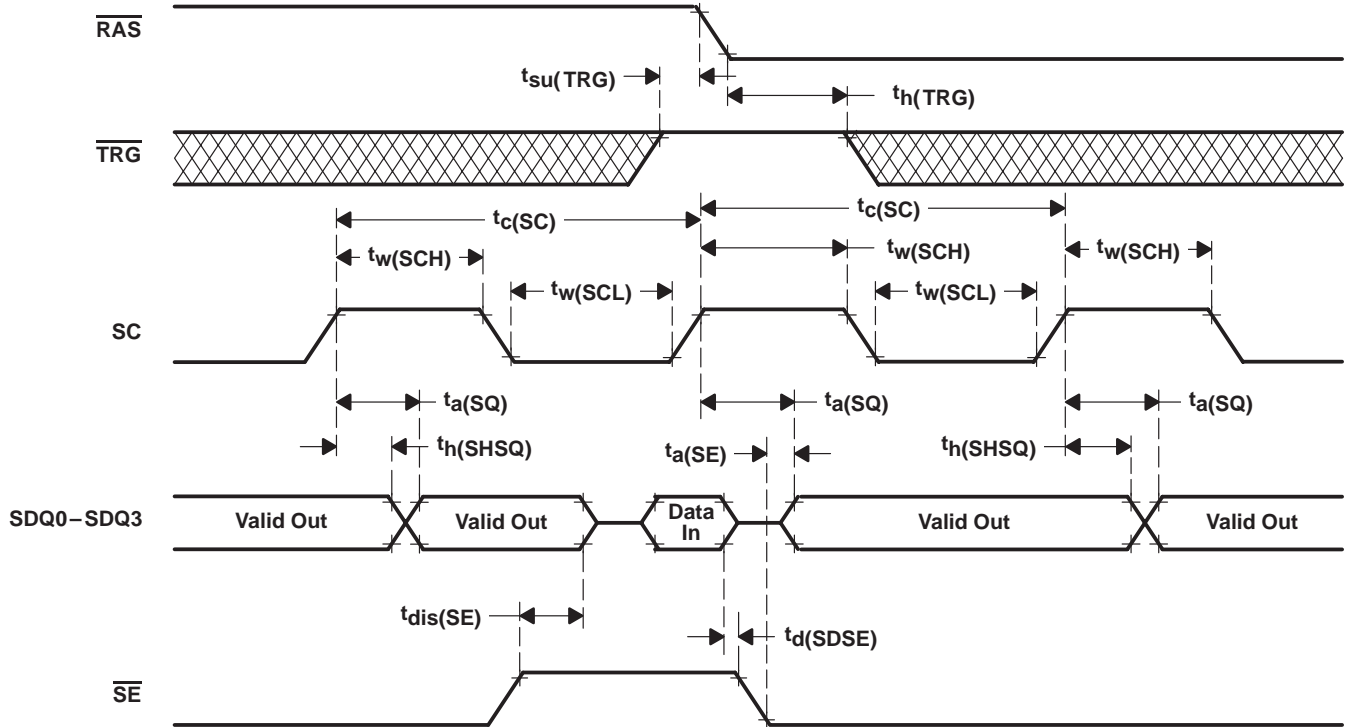 RAS
tsu(TRG)
th(TRG)
TRG
tc(SC)
tc(SC)
tw(SCH)
tw(SCH)
tw(SCH)
tw(SCL)
tw(SCL)
SC
ta(SQ)
ta(SQ)
ta(SQ)
th(SHSQ)
ta(SE)
th(SHSQ)
SDQ0–SDQ3
Valid Out
Valid Out
Data
In
Valid Out
Valid Out
tdis(SE)
td(SDSE)
SE